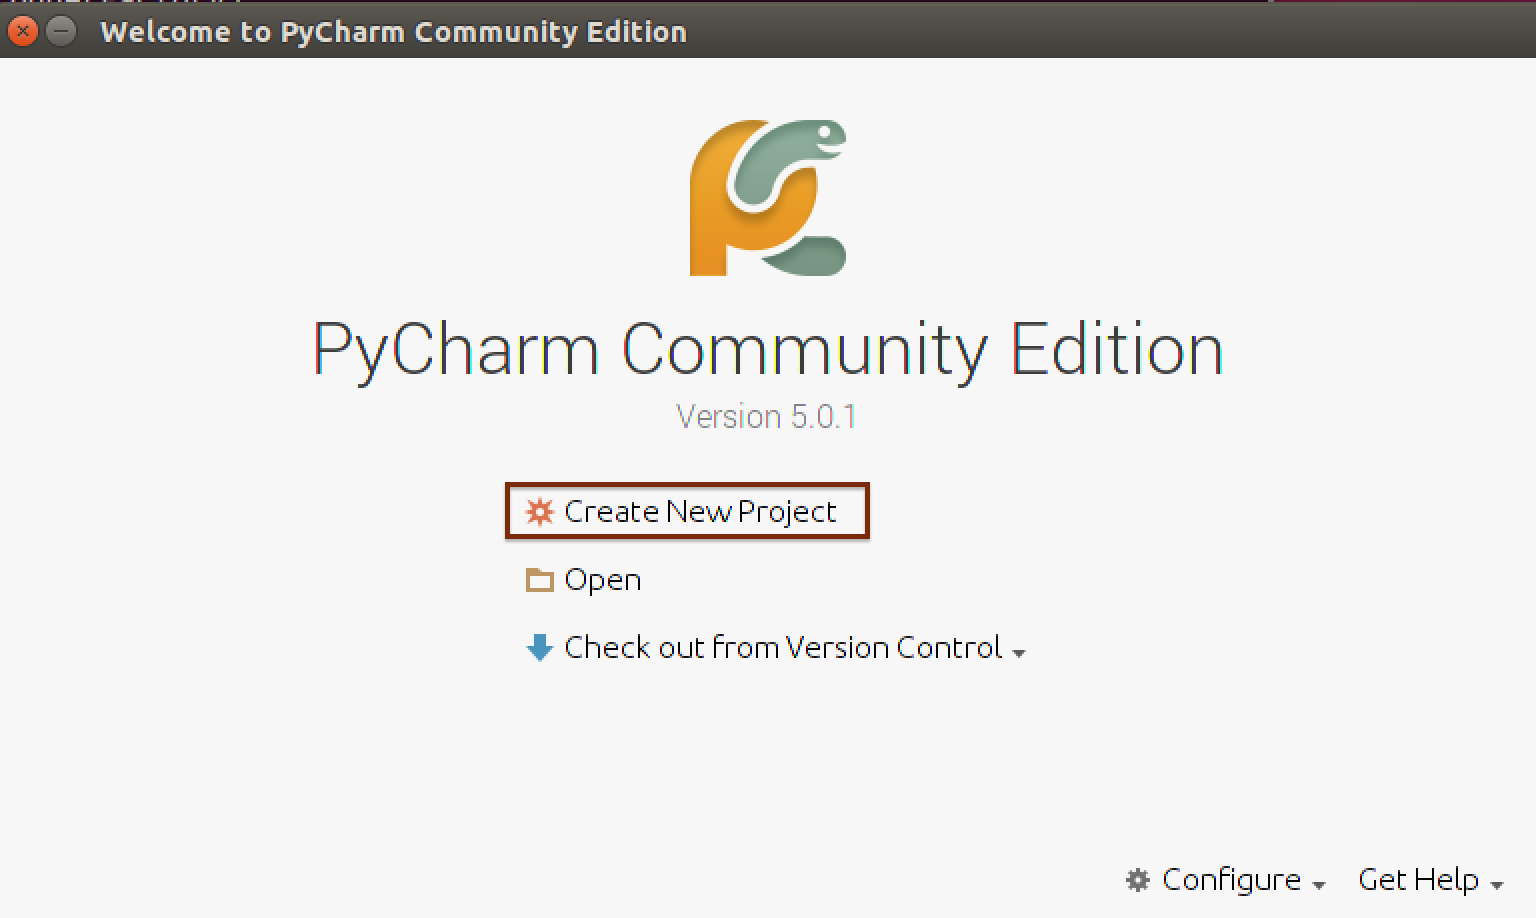 Welcome to PyCharm Community Edition
PyCharm Community Edition
Version 5.0.1
Create New Project
Open
Check out from Version Control
Configure Get Help